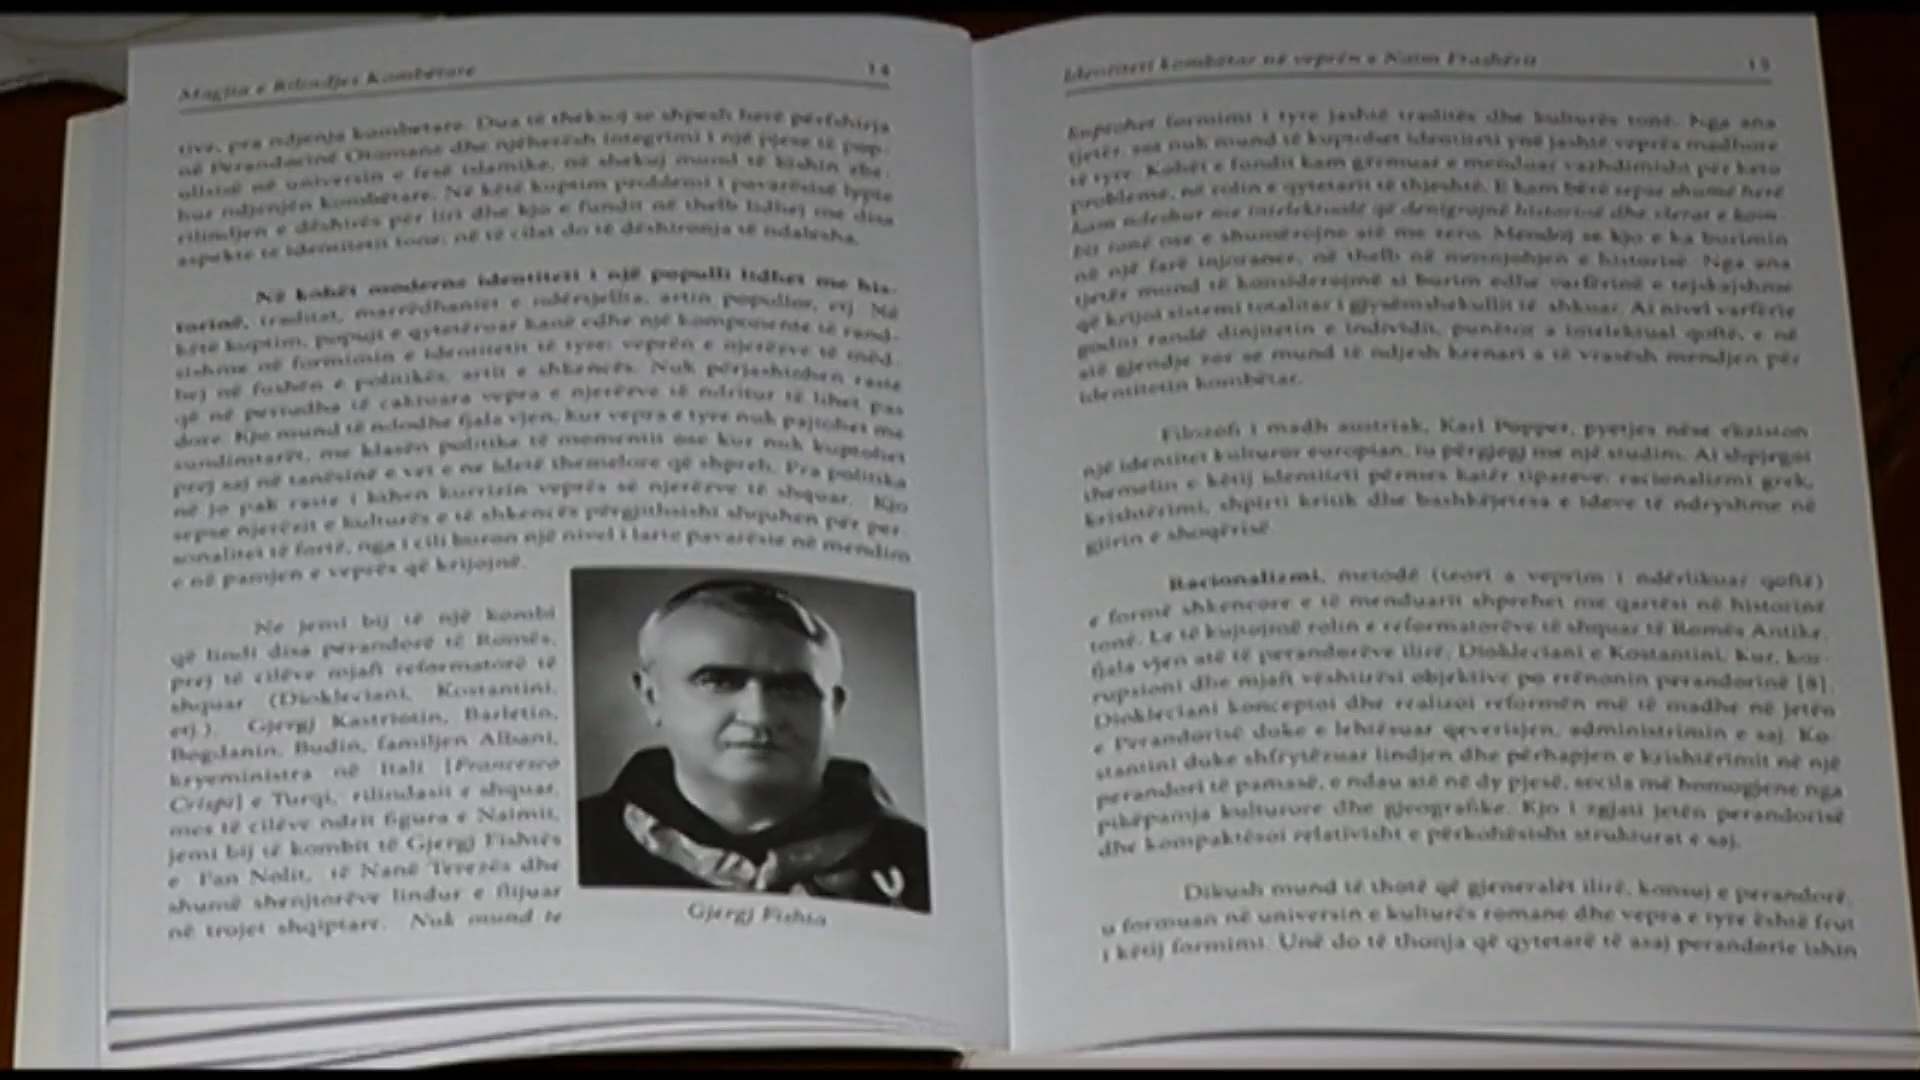 Magjia e Rilindjes Kombëtare 14
tive, pra ndjenja kombëtare. Dua të theksoj se shpesh herë përfshirja
në Perandorinë Otomane dhe njëherësh integrimi i një pjese të pop-
ullsisë në universin e fesë islamike, në shekuj mund të kishin zbe-
hur ndjenjën kombëtare. Në këtë kuptim problemi i pavarësisë lypte
rilindjen e dëshirës për liri dhe kjo e fundit në thelb lidhej me disa
aspekte të identitetit tonë, në të cilat do të dëshironja të ndalesha.
Në kohët moderne identiteti i një populli lidhet me his-
torinë, traditat, marrëdhëniet e ndërsjellta, artin popullor, etj. Në
këtë kuptim, popujt e qytetëruar kanë edhe një komponente të rand-
sishme në formimin e identitetit të tyre: veprën e njerëzve të mëd-
hej në fushën e politikës, artit e shkencës. Nuk përjashtohen raste
që në periudha të caktuara vepra e njerëzve të ndritur të lihet pas
dore. Kjo mund të ndodhe fjala vjen, kur vepra e tyre nuk pajtohet me
sundimtarët, me klasën politike të momentit ose kur nuk kuptohet
prej saj në tanësinë e vet e në idetë themelore që shpreh. Pra politika
në jo pak raste i kthen kurrizin veprës së njerëzve të shquar. Kjo
sepse njerëzit e kulturës e të shkencës përgjithsisht shquhen për per-
sonalitet të fortë, nga i cili buron një nivel i lartë pavarësie në mendim
e në pamjen e veprës që krijojnë.
Ne jemi bij të një kombi
që lindi disa perandorë të Romës,
prej të cilëve mjaft reformatorë të
shquar (Diokleciani, Kostantini,
etj.). Gjergj Kastriotin, Barletin,
Bogdanin, Budin, familjen Albani,
kryeministra në Itali [Francesco
Crispi] e Turqi, rilindasit e shquar,
mes të cilëve ndrit figura e Naimit,
jemi bij të kombit të Gjergj Fishtës
e Fan Nolit, të Nanë Terezës dhe
shumë shenjtorëve lindur e flijuar
në trojet shqiptare. Nuk mund të
Gjergj Fishta
Identiteti kombëtar në veprën e Naim Frashërit 15
kuptohet formimi i tyre jashtë traditës dhe kulturës tonë. Nga ana
tjetër, sot nuk mund të kuptohet identiteti ynë jashtë veprës madhore
të tyre. Kohët e fundit kam gërmuar e menduar vazhdimisht për këto
probleme, në rolin e qytetarit të thjeshtë. E kam bërë sepse shumë herë
kam ndeshur me intelektualë që denigrojnë historinë dhe vlerat e kom-
bit tonë ose e shumëzojnë atë me zero. Mendoj se kjo e ka burimin
në një farë injorance, në thelb në mosnjohjen e historisë. Nga ana
tjetër mund të konsiderojmë si burim edhe varfërinë e tejskajshme
që krijoi sistemi totalitar i gjysëmshekullit të shkuar. Ai nivel varfërie
goditi randë dinjitetin e individit, punëtor a intelektual qoftë, e në
atë gjendje zor se mund të ndjesh krenari a të vrasësh mendjen për
identitetin kombëtar.
Filozofi i madh austriak, Karl Popper, pyetjes nëse ekziston
një identitet kulturor europian, iu përgjegj me një studim. Ai shpjegoi
themelin e këtij identiteti përmes katër tipareve: racionalizmi grek,
krishtërimi, shpirti kritik dhe bashkëjetesa e ideve të ndryshme në
gjirin e shoqërisë.
Racionalizmi, metodë (teori a veprim i ndërlikuar qoftë)
e formë shkencore e të menduarit shprehet me qartësi në historinë
tonë. Le të kujtojmë rolin e reformatorëve të shquar të Romës Antike,
fjala vjen atë të perandorëve ilirë, Diokleciani e Kostantini. Kur, kor-
rupsioni dhe mjaft vështirësi objektive po rrënonin perandorinë [8],
Diokleciani konceptoi dhe realizoi reformën më të madhe në jetën
e Perandorisë duke e lehtësuar qeverisjen, administrimin e saj. Ko-
stantini duke shfrytëzuar lindjen dhe përhapjen e krishtërimit në një
perandori të pamasë, e ndau atë në dy pjesë, secila më homogjene nga
pikëpamja kulturore dhe gjeografike. Kjo i zgjati jetën perandorisë
dhe kompaktësoi relativisht e përkohësisht strukturat e saj.
Dikush mund të thotë që gjeneralët ilirë, konsuj e perandorë,
u formuan në universin e kulturës romane dhe vepra e tyre është frut
i këtij formimi. Unë do të thonja që qytetarë të asaj perandorie ishin